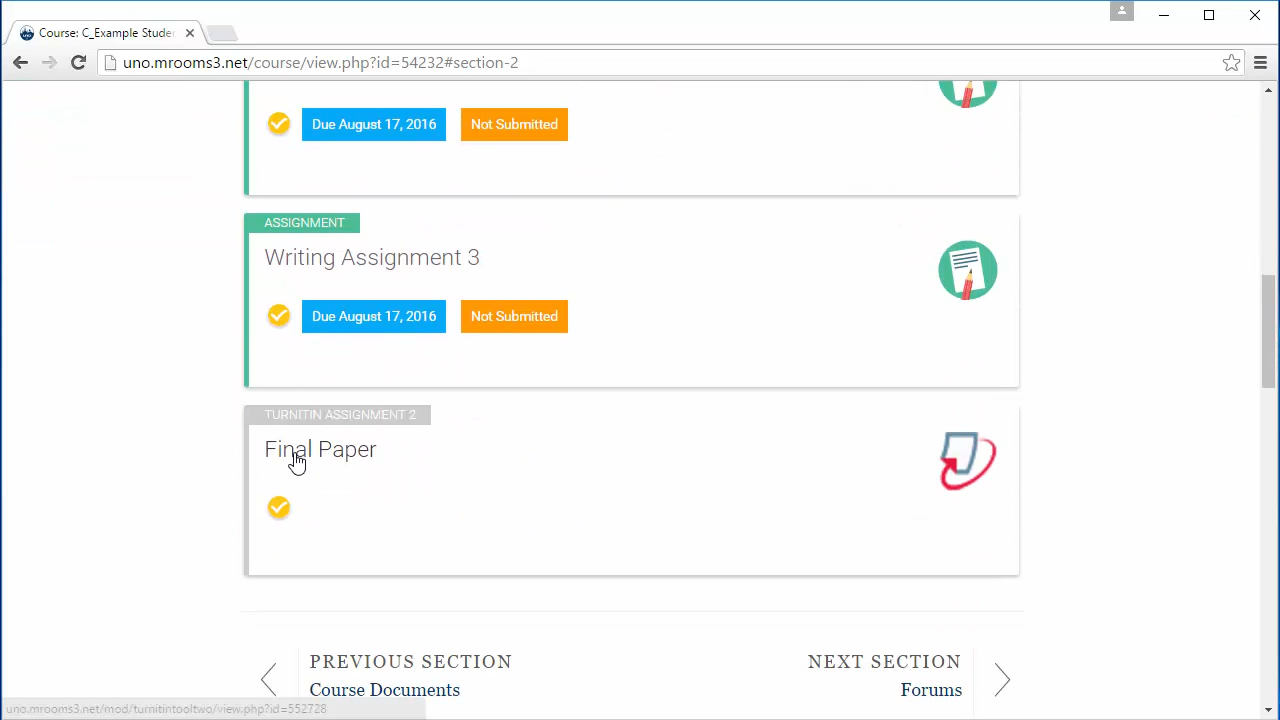 Course: C_Example Stude
uno.mrooms3.net/course/view.php?id=54232#section-2
Due August 17, 2016
Not Submitted
ASSIGNMENT
Writing Assignment 3
Due August 17, 2016
Not Submitted
TURNITIN ASSIGNMENT 2
Final Paper
PREVIOUS SECTION
Course Documents
NEXT SECTION
Forums
uno.mrooms3.net/mod/turnitintooltwo/view.php?id=552728